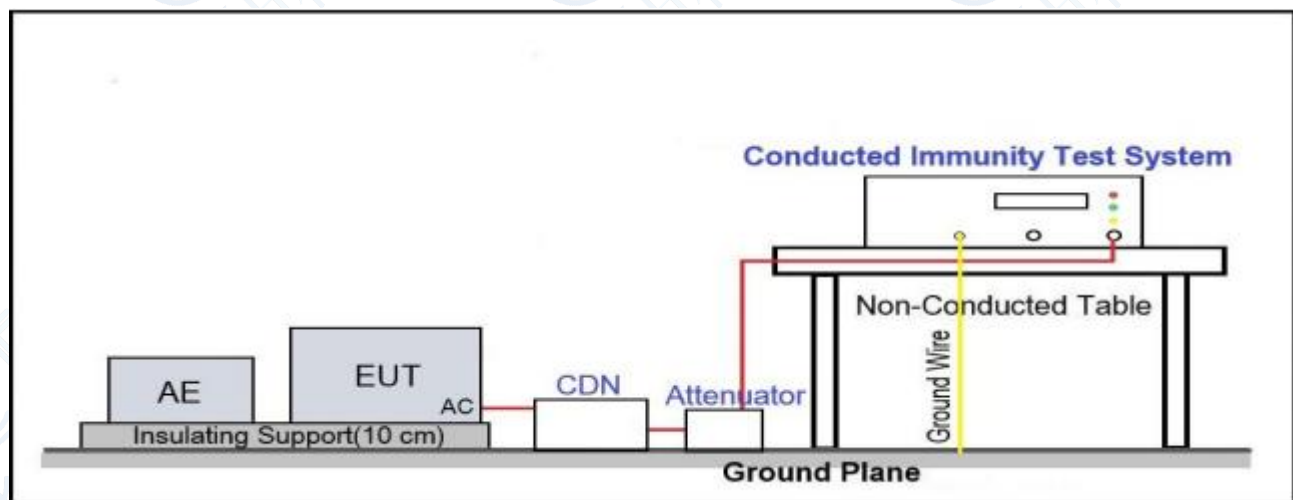 Conducted Immunity Test System
Non-Conducted Table
Ground Wire
AE
EUT
AC
CDN
Attenuator
Insulating Support(10 cm)
Ground Plane